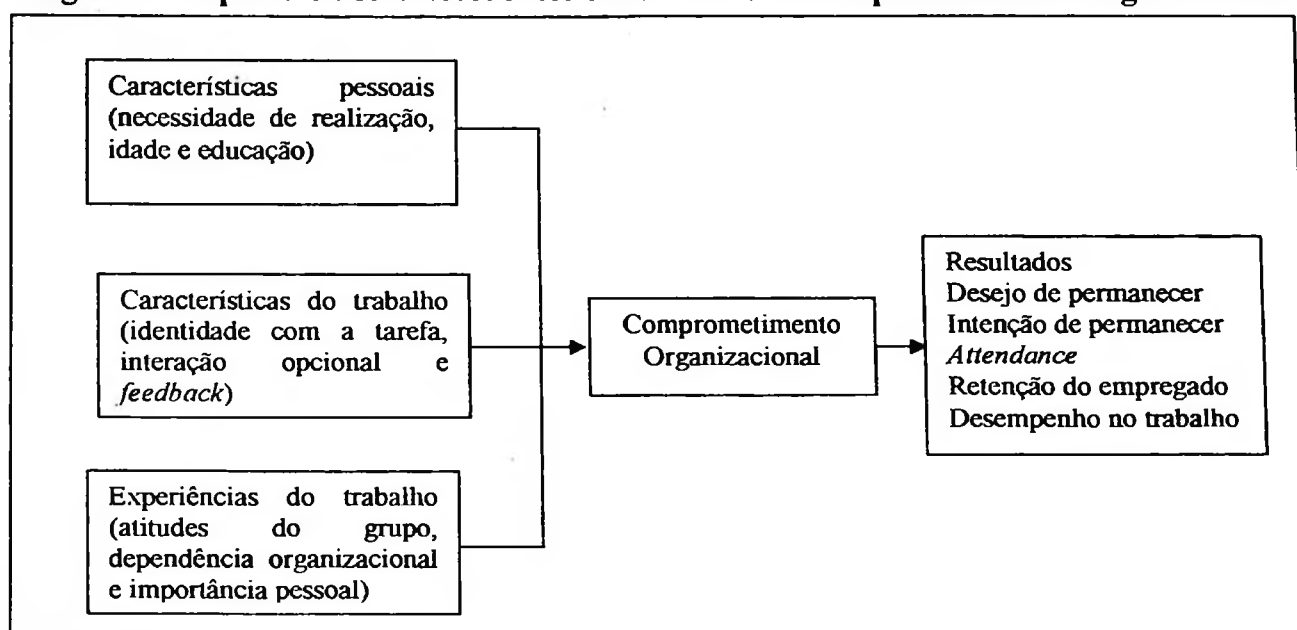 Características pessoais
(necessidade de realização,
idade e educação)
Características do trabalho
(identidade com a tarefa,
interação opcional e
feedback)
Experiências do trabalho
(atitudes do grupo,
dependência organizacional
e importância pessoal)
Comprometimento
Organizacional
Resultados
Desejo de permanecer
Intenção de permanecer
Attendance
Retenção do empregado
Desempenho no trabalho